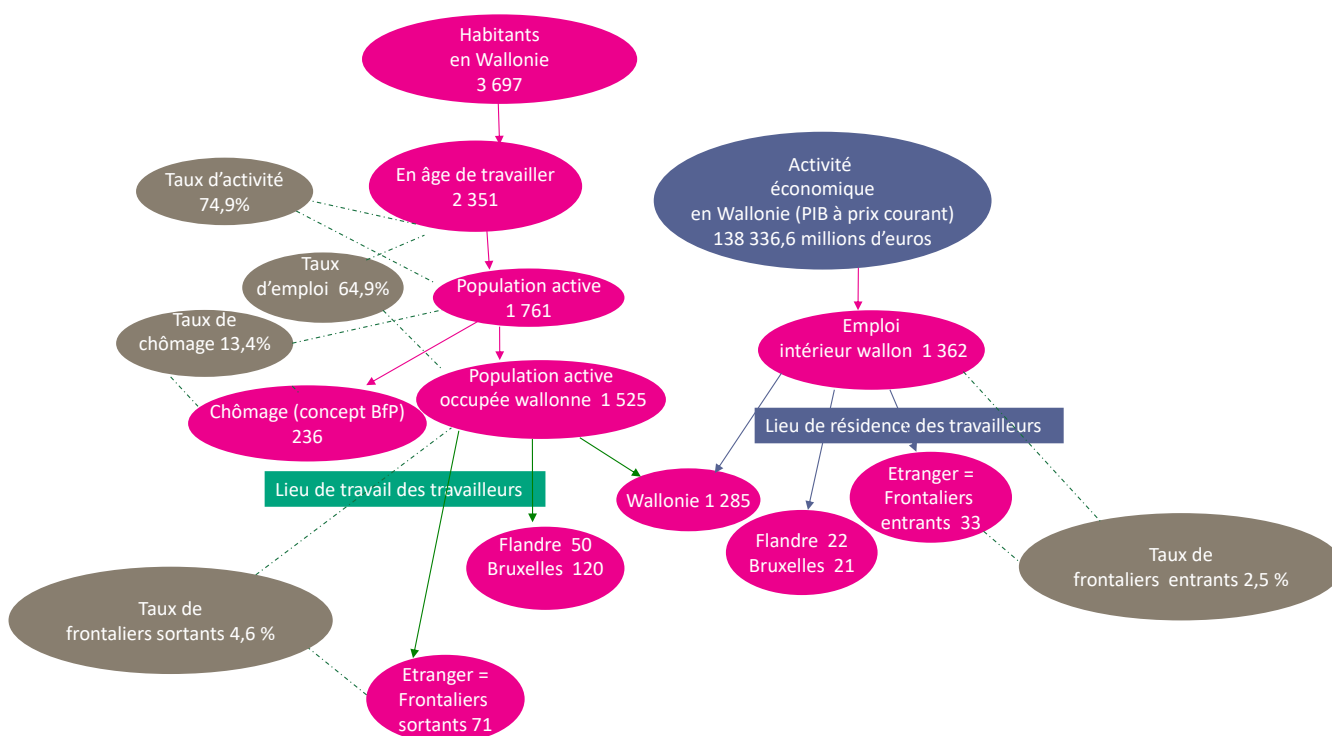 Habitants
en Wallonie
3 697
En âge de travailler
2 351
Taux d’activité
74,9%
Activité
économique
en Wallonie (PIB à prix courant)
138 336,6 millions d’euros
Taux
d’emploi 64,9%
Population active
1 761
Taux de
chômage 13,4%
Emploi
intérieur wallon 1 362
Population active
occupée wallonne 1 525
Chômage (concept BfP)
236
Lieu de résidence des travailleurs
Lieu de travail des travailleurs
Wallonie 1 285
Etranger =
Frontaliers
entrants 33
Flandre 50
Bruxelles 120
Flandre 22
Bruxelles 21
Taux de
frontaliers entrants 2,5 %
Taux de
frontaliers sortants 4,6 %
Etranger =
Frontaliers
sortants 71